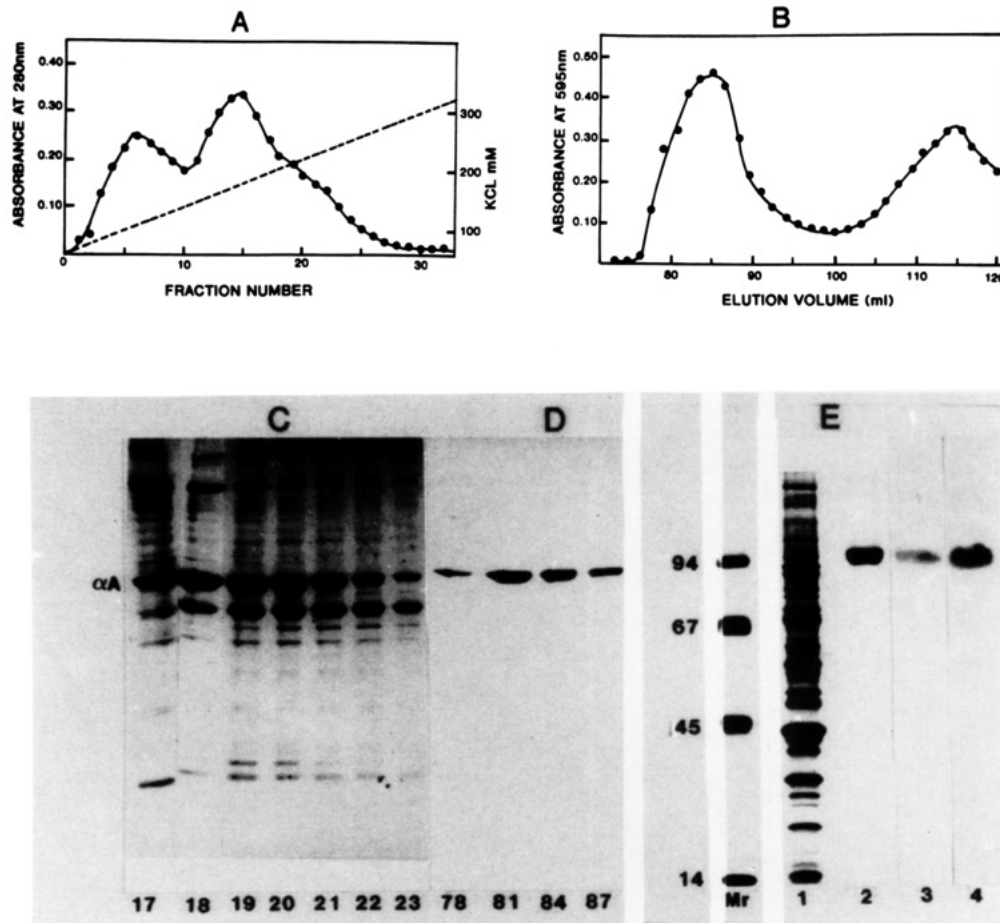 A
ABSORBANCE AT 280nm
0.40
0.30
0.20
0.10
0 10 20 30
FRACTION NUMBER
300
200
100
KCL mM
B
ABSORBANCE AT 595nm
0.50
0.40
0.30
0.20
0.10
80 90 100 110 120
ELUTION VOLUME (ml)
C
αA
17 18 19 20 21 22 23
D
78 81 84 87
94
67
45
14
Mr
E
1 2 3 4